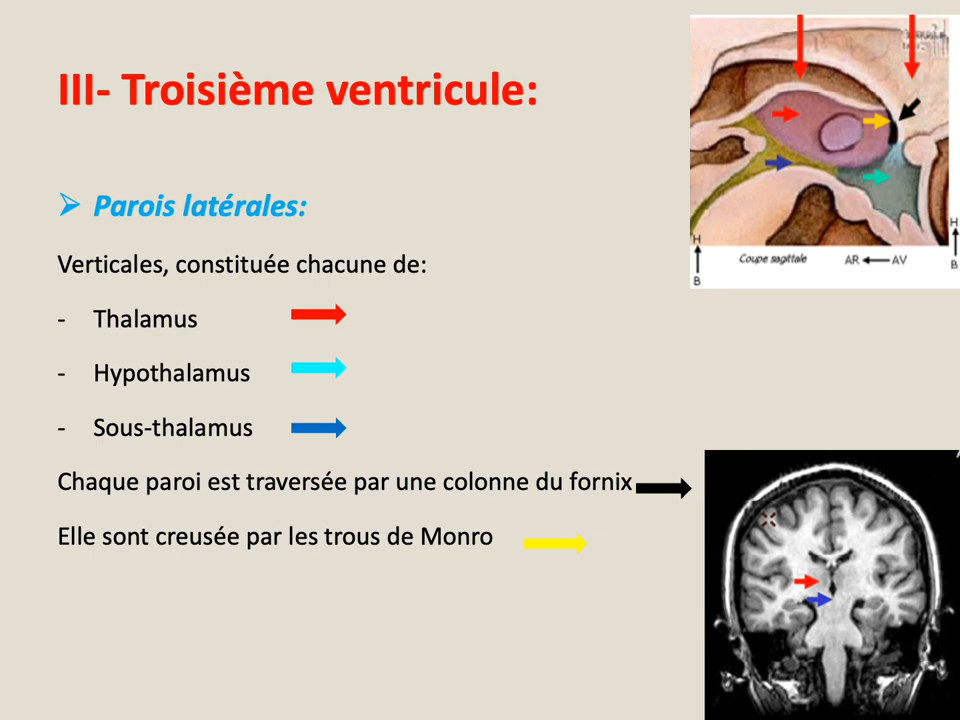 III- Troisième ventricule:
Parois latérales:
Verticales, constituée chacune de:
- Thalamus
- Hypothalamus
- Sous-thalamus
Chaque paroi est traversée par une colonne du fornix
Elle sont creusée par les trous de Monro
H
B
Coupe sagittale
AR
AV
H
B